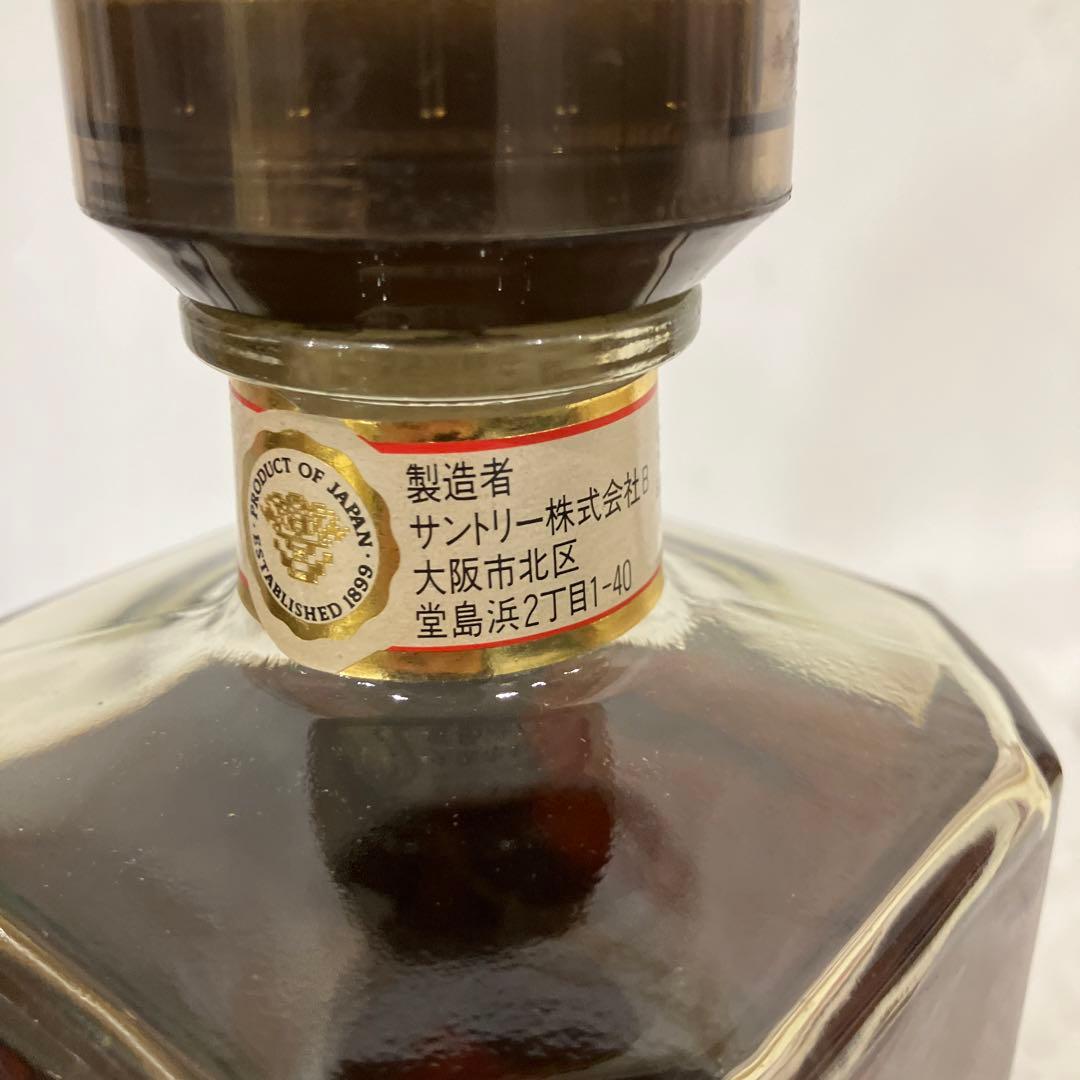 PRODUCT OF JAPAN
ESTABLISHED 1899
製造者
サントリー株式会社B
大阪市北区
堂島浜2丁目1-40